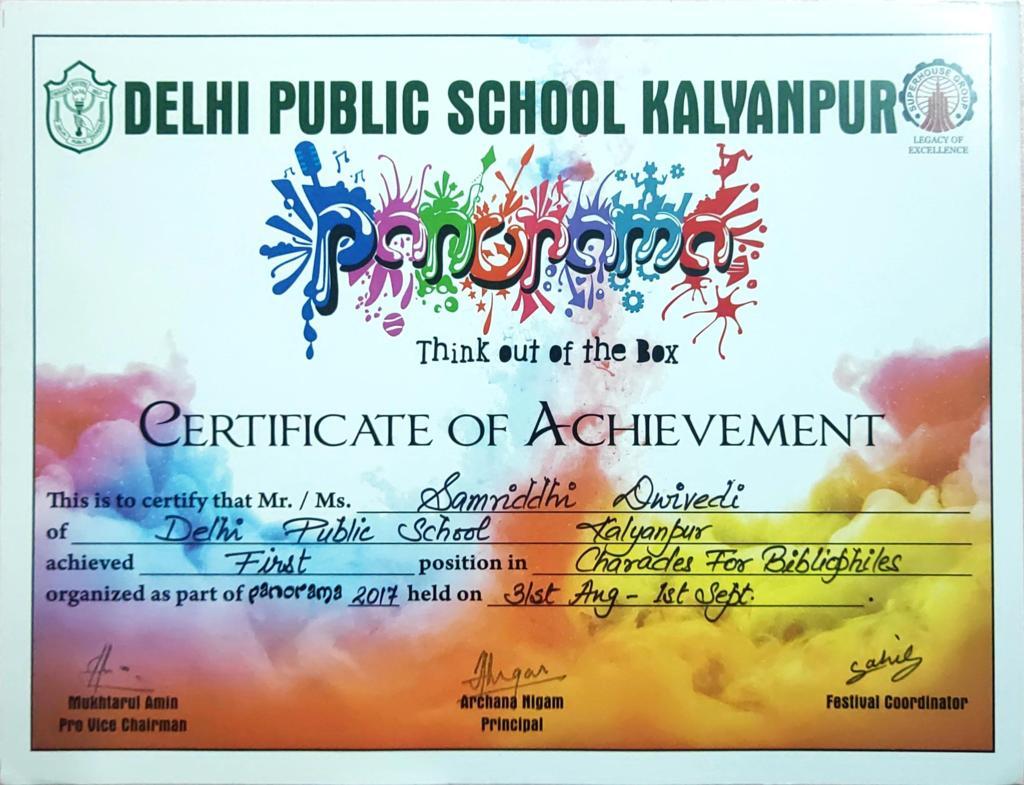 DELHI PUBLIC SCHOOL KALYANPUR
SUPERHOUSE GROUP
LEGACY OF
EXCELLENCE
panorama
Think out of the Box
CERTIFICATE OF ACHIEVEMENT
This is to certify that Mr. / Ms. Samriddhi Dwivedi
of Delhi Public School Kalyanpur
achieved First position in Charades For Bibliophiles
organized as part of panorama 2017 held on 31st Aug - 1st Sept.
Mukhtarul Amin
Archana Nigam
Festival Coordinator
Pro Vice Chairman
Principal